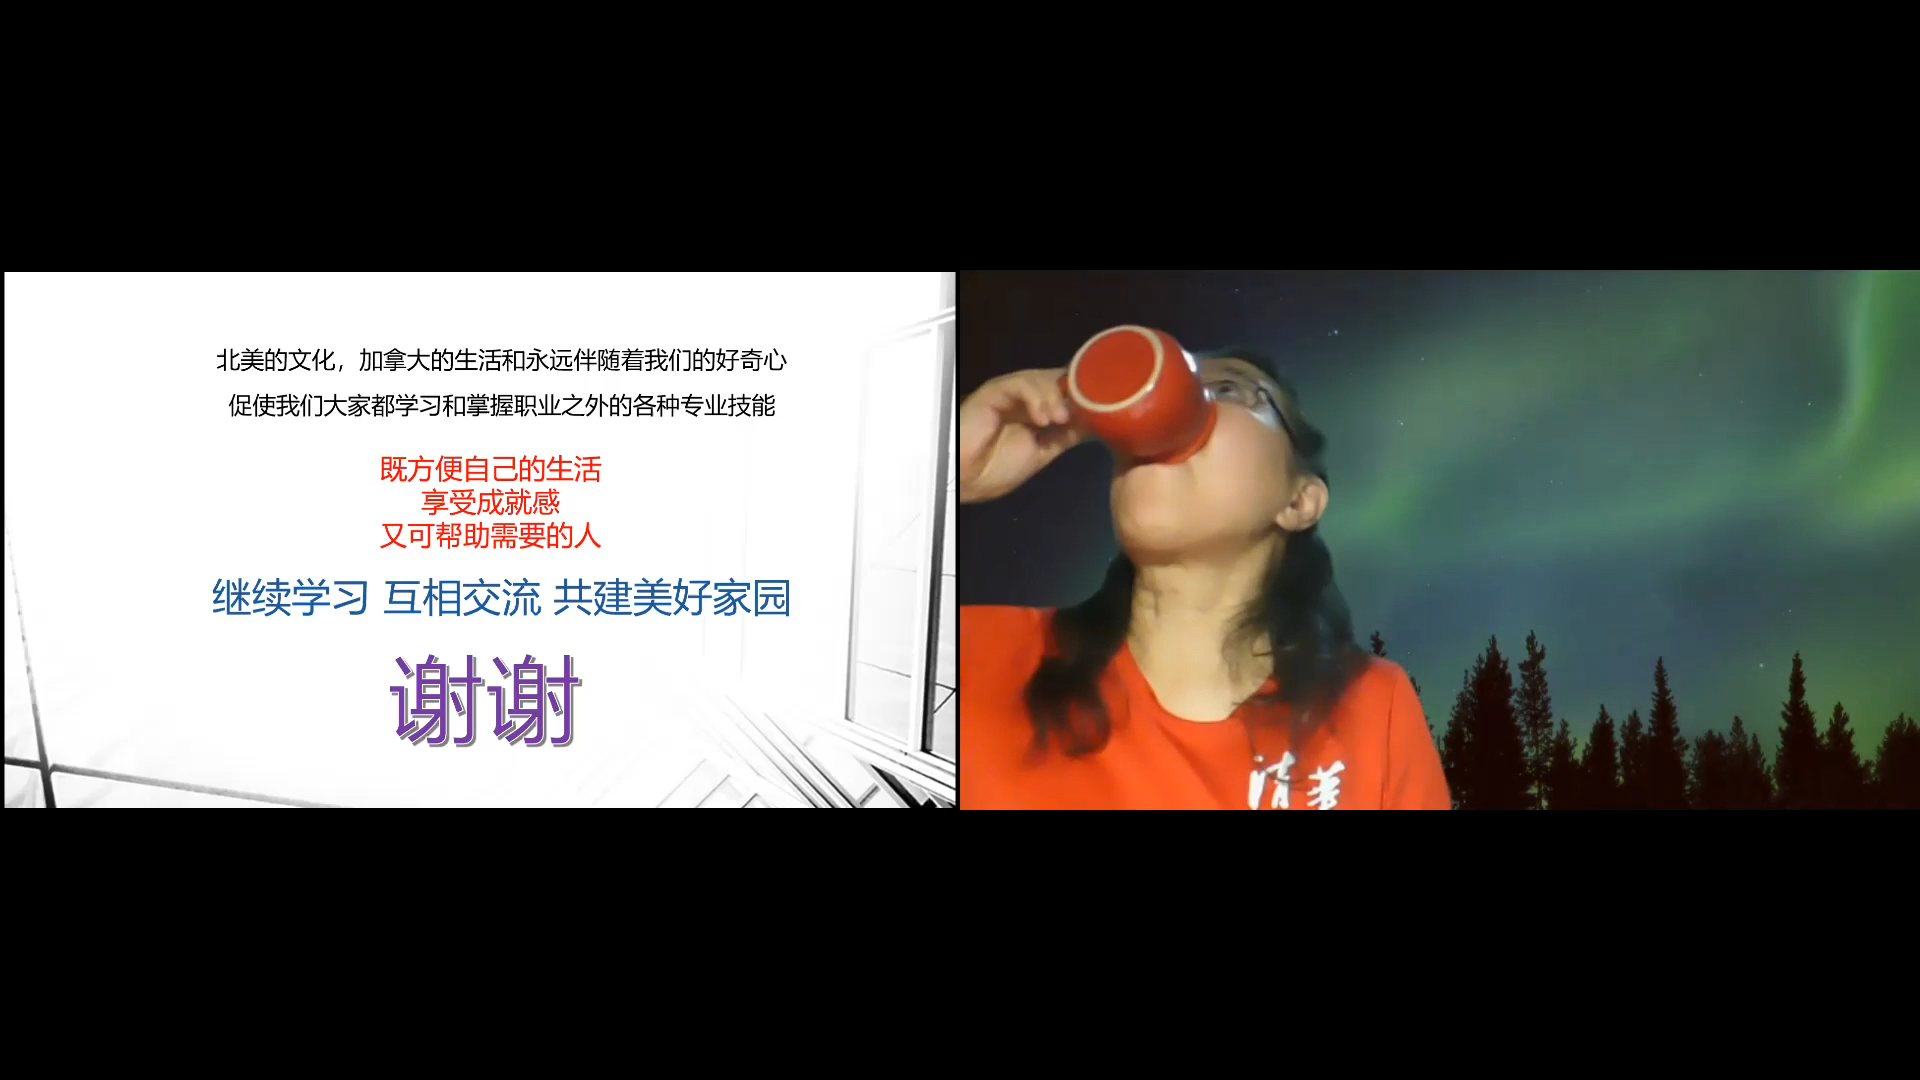 北美的文化，加拿大的生活和永远伴随着我们的好奇心
促使我们大家都学习和掌握职业之外的各种专业技能
既方便自己的生活
享受成就感
又可帮助需要的人
继续学习 互相交流 共建美好家园
谢谢
清华